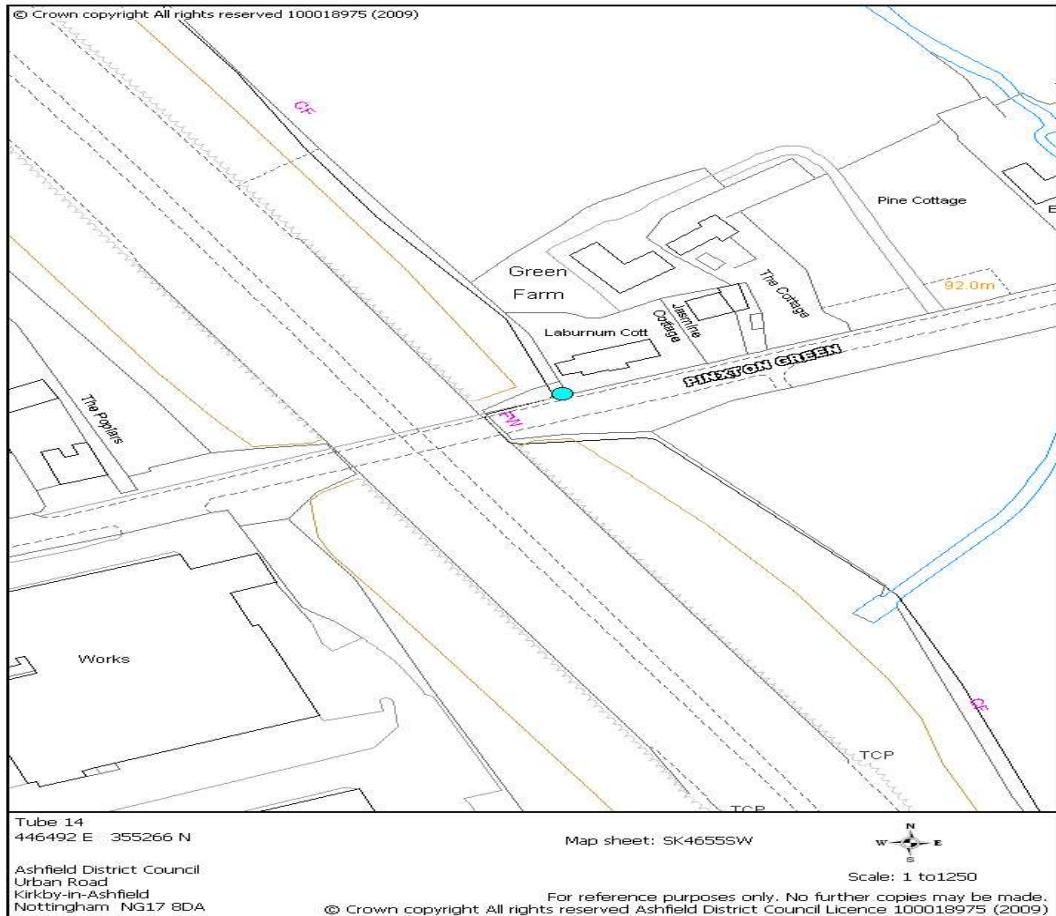 © Crown copyright All rights reserved 100018975 (2009)
CF
Pine Cottage
E
Green
Farm
The Cottage
92.0m
Jasmine
Cottage
Laburnum Cott
PINXTON GREEN
FW
The Poplars
Works
CF
TCP
TCP
Tube 14
446492 E 355266 N
Map sheet: SK4655SW
N
W E
S
Scale: 1 to1250
Ashfield District Council
Urban Road
Kirkby-in-Ashfield
Nottingham NG17 8DA
For reference purposes only. No further copies may be made.
© Crown copyright All rights reserved Ashfield District Council Licence 100018975 (2009)